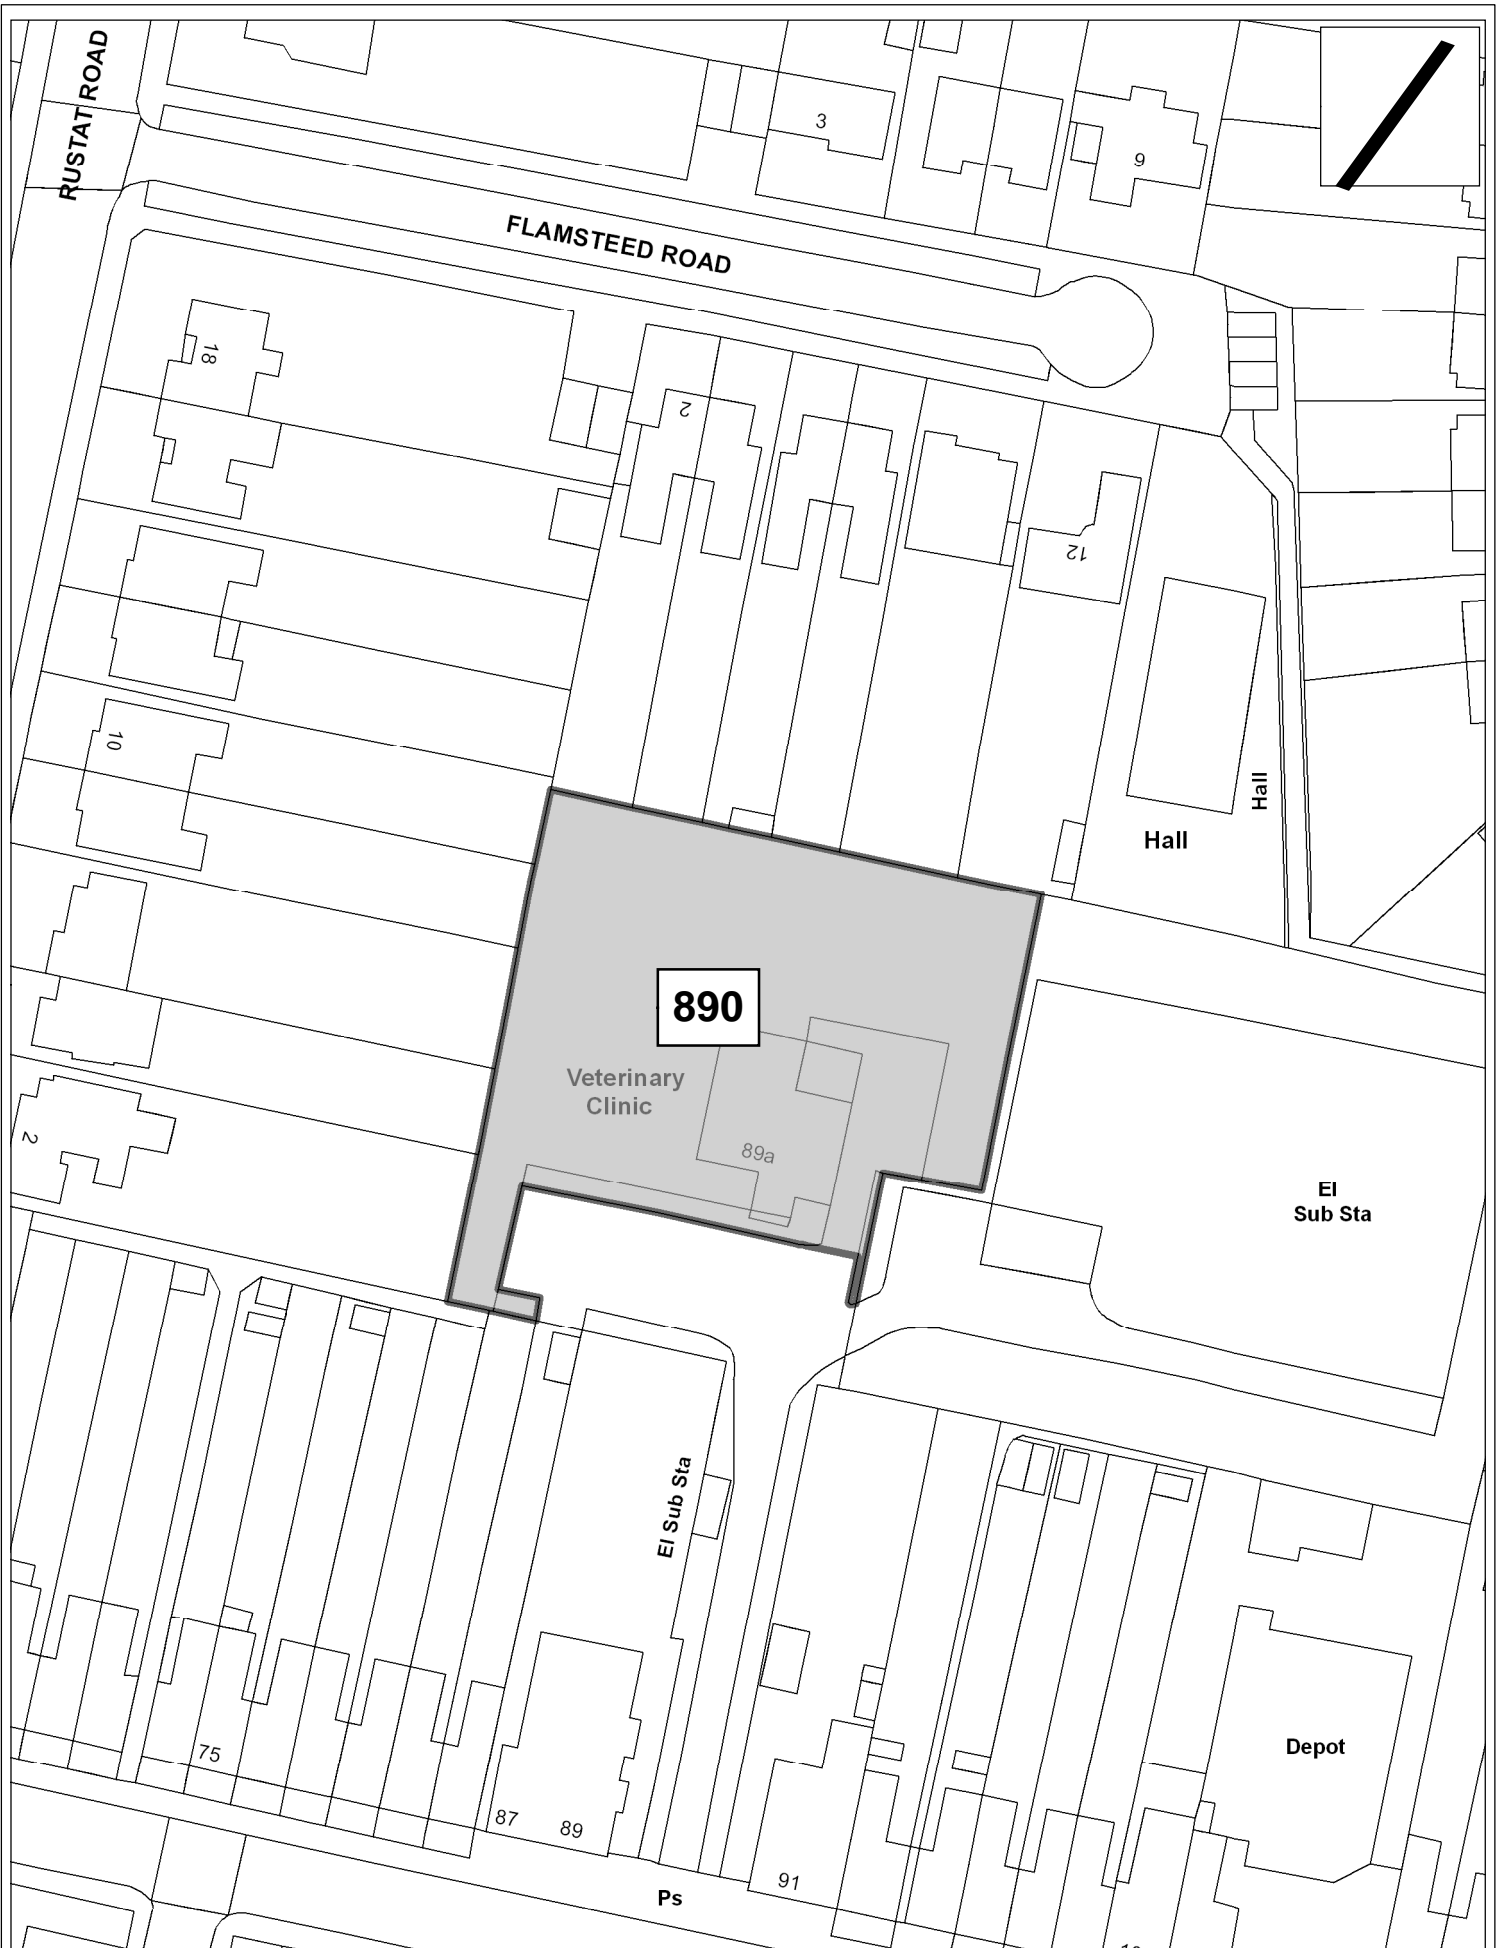 RUSTAT ROAD
3
9
FLAMSTEED ROAD
18
2
12
10
Hall
Hall
890
Veterinary
Clinic
89a
2
El
Sub Sta
El Sub Sta
75
87
89
Depot
91
Ps